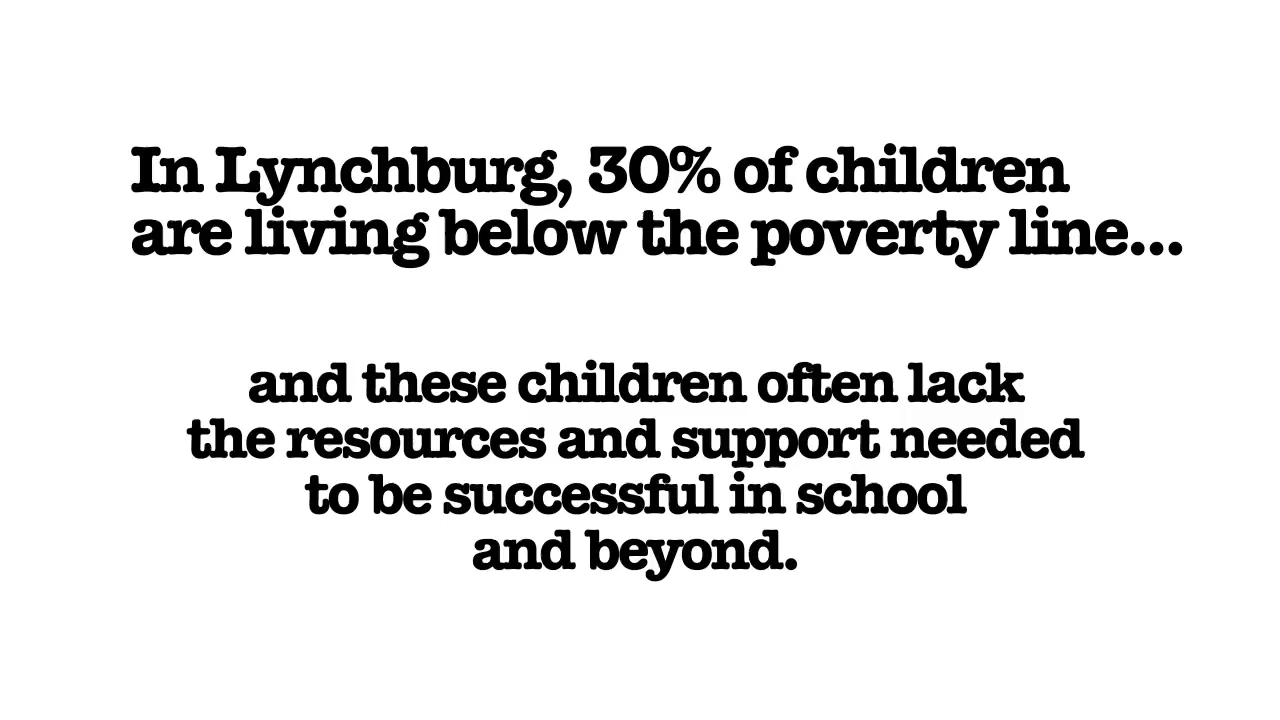 In Lynchburg, 30% of children
are living below the poverty line...
and these children often lack
the resources and support needed
to be successful in school
and beyond.